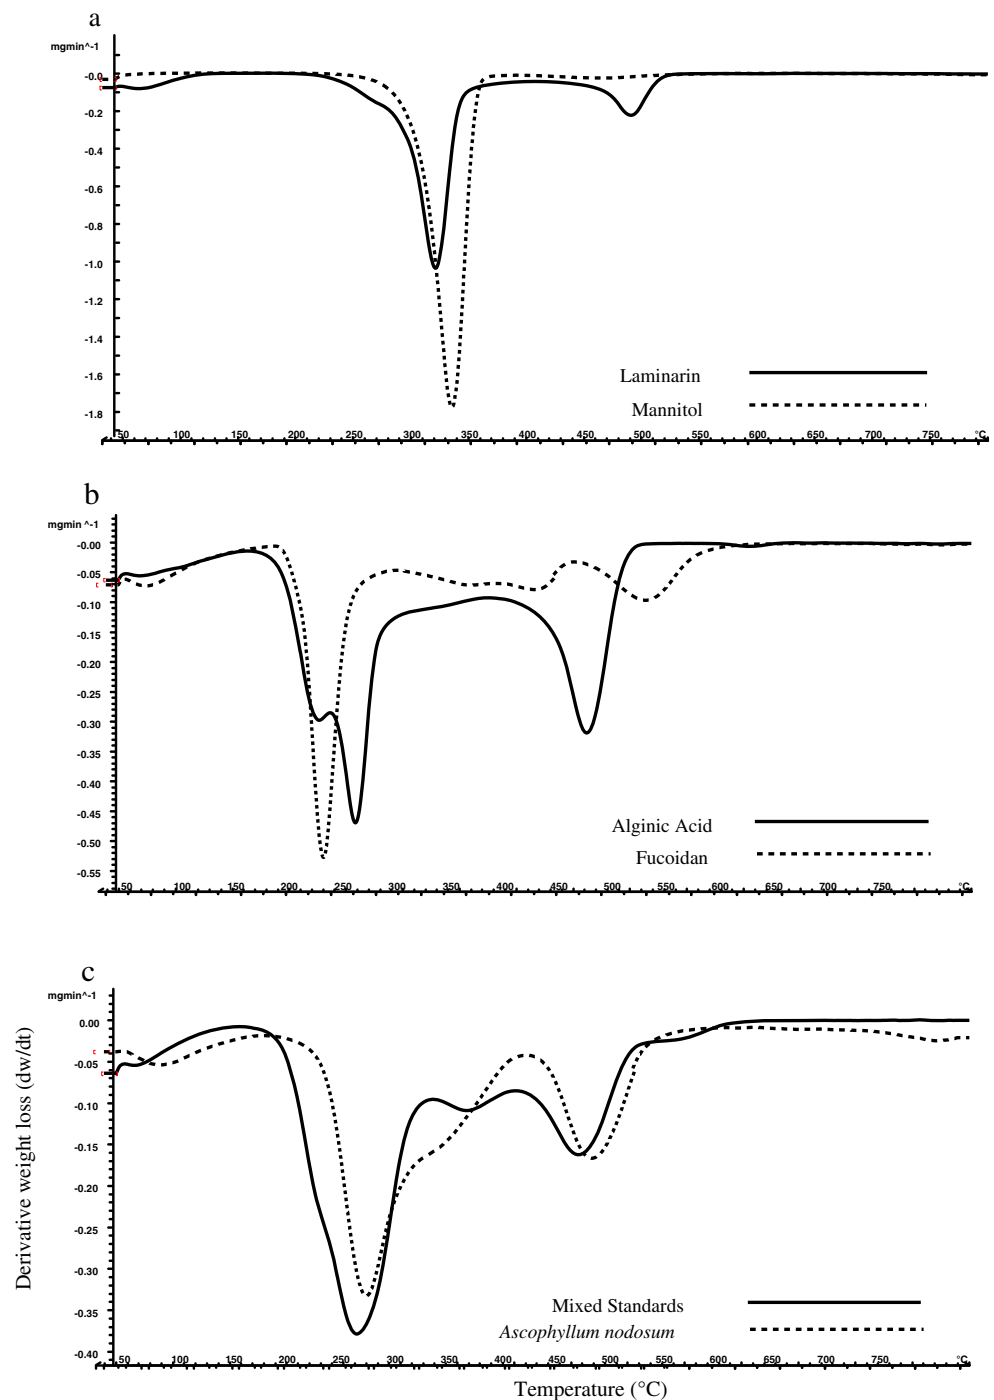 a
mgmin^-1
-0.0
-0.2
-0.4
-0.6
-0.8
-1.0
-1.2
-1.4
-1.6
-1.8
Laminarin
Mannitol
50 100 150 200 250 300 350 400 450 500 550 600 650 700 750 °C
b
mgmin ^-1
-0.00
-0.05
-0.10
-0.15
-0.20
-0.25
-0.30
-0.35
-0.40
-0.45
-0.50
-0.55
Alginic Acid
Fucoidan
50 100 150 200 250 300 350 400 450 500 550 600 650 700 750 °C
c
mgmin^-1
0.00
-0.05
-0.10
-0.15
-0.20
-0.25
-0.30
-0.35
-0.40
Derivative weight loss (dw/dt)
Mixed Standards
Ascophyllum nodosum
50 100 150 200 250 300 350 400 450 500 550 600 650 700 750 °C
Temperature (°C)